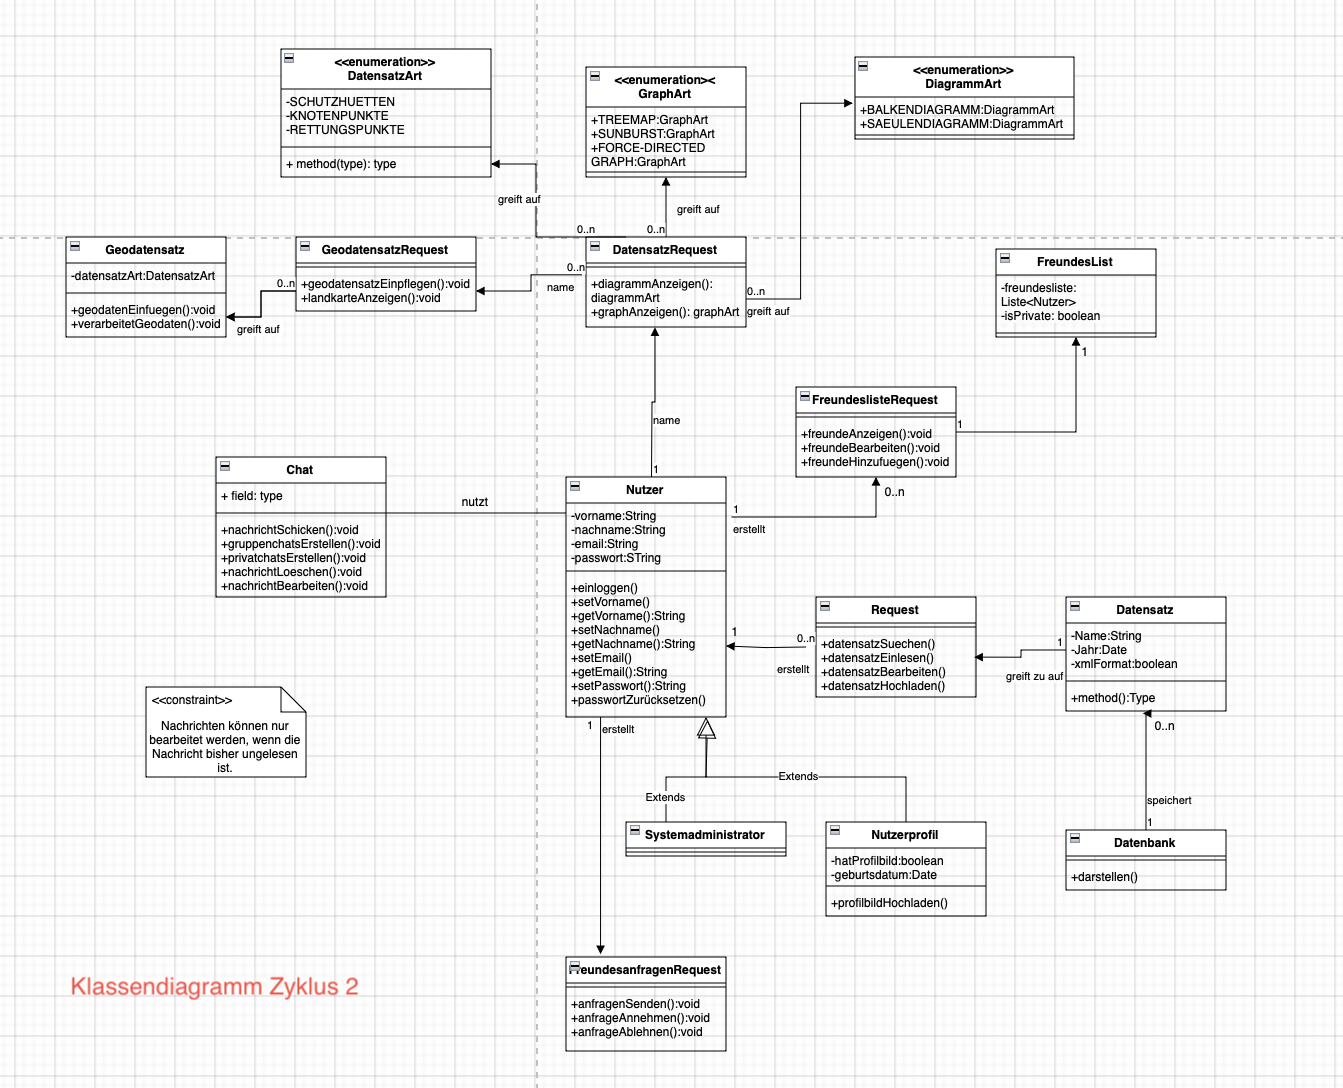 <<enumeration>>
DatensatzArt
-SCHUTZHUETTEN
-KNOTENPUNKTE
-RETTUNGSPUNKTE
+ method(type): type
<<enumeration><
GraphArt
+TREEMAP:GraphArt
+SUNBURST:GraphArt
+FORCE-DIRECTED
GRAPH:GraphArt
<<enumeration>>
DiagrammArt
+BALKENDIAGRAMM:DiagrammArt
+SAEULENDIAGRAMM:DiagrammArt
greift auf
greift auf
0..n
0..n
Geodatensatz
-datensatzArt:DatensatzArt
+geodatenEinfuegen():void
+verarbeitetGeodaten():void
0..n
greift auf
GeodatensatzRequest
+geodatensatzEinpflegen():void
+landkarteAnzeigen():void
0..n
name
DatensatzRequest
+diagrammAnzeigen():
diagrammArt
+graphAnzeigen(): graphArt
0..n
greift auf
FreundesList
-freundesliste:
Liste<Nutzer>
-isPrivate: boolean
1
FreundeslisteRequest
+freundeAnzeigen():void
+freundeBearbeiten():void
+freundeHinzufuegen():void
1
0..n
name
1
Chat
+ field: type
+nachrichtSchicken():void
+gruppenchatsErstellen():void
+privatchatsErstellen():void
+nachrichtLoeschen():void
+nachrichtBearbeiten():void
nutzt
Nutzer
-vorname:String
-nachname:String
-email:String
-passwort:STring
+einloggen()
+setVorname()
+getVorname():String
+setNachname()
+getNachname():String
+setEmail()
+getEmail():String
+setPasswort():String
+passwortZurücksetzen()
1
erstellt
1
0..n
erstellt
Request
+datensatzSuechen()
+datensatzEinlesen()
+datensatzBearbeiten()
+datensatzHochladen()
1
greift zu auf
Datensatz
-Name:String
-Jahr:Date
-xmlFormat:boolean
+method():Type
0..n
speichert
1
Datenbank
+darstellen()
<<constraint>>
Nachrichten können nur
bearbeitet werden, wenn die
Nachricht bisher ungelesen
ist.
1
erstellt
Extends
Extends
Systemadministrator
Nutzerprofil
-hatProfilbild:boolean
-geburtsdatum:Date
+profilbildHochladen()
FreundesanfragenRequest
+anfragenSenden():void
+anfrageAnnehmen():void
+anfrageAblehnen():void
Klassendiagramm Zyklus 2